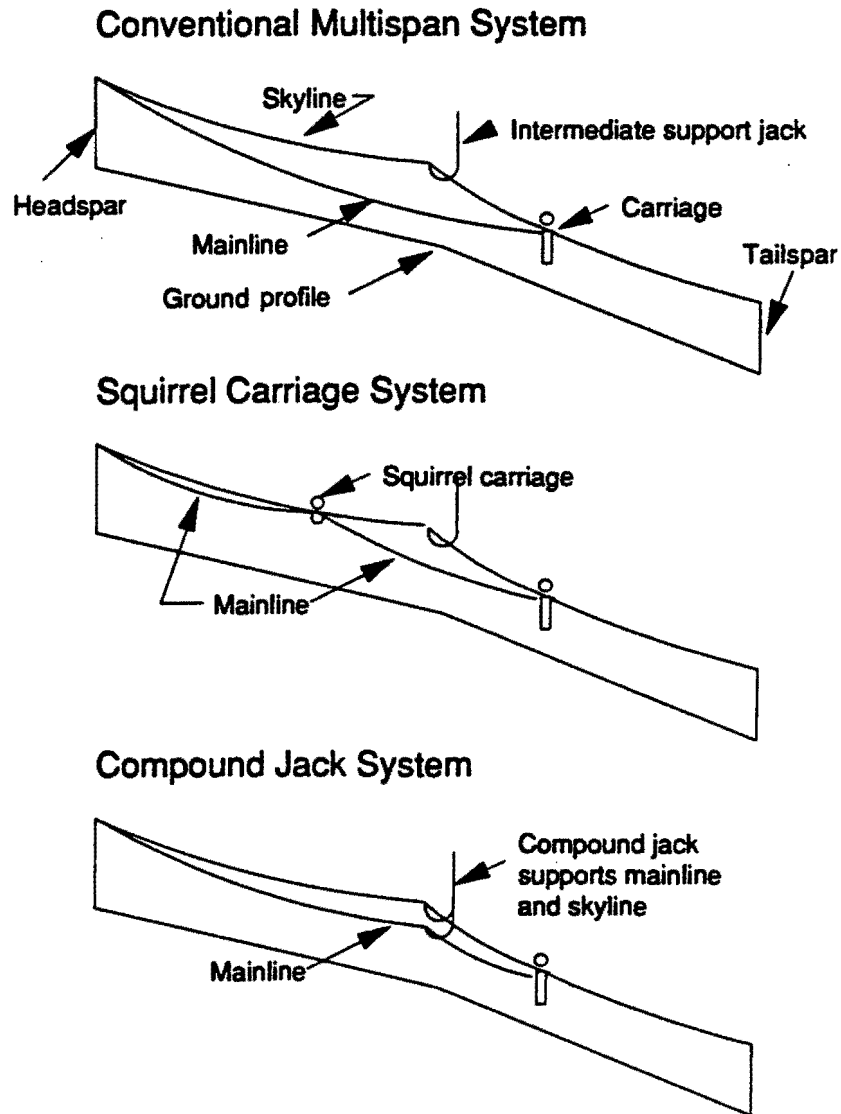 Conventional Multispan System
Skyline
Intermediate support jack
Headspar
Carriage
Mainline
Tailspar
Ground profile
Squirrel Carriage System
Squirrel carriage
Mainline
Compound Jack System
Compound jack
supports mainline
and skyline
Mainline